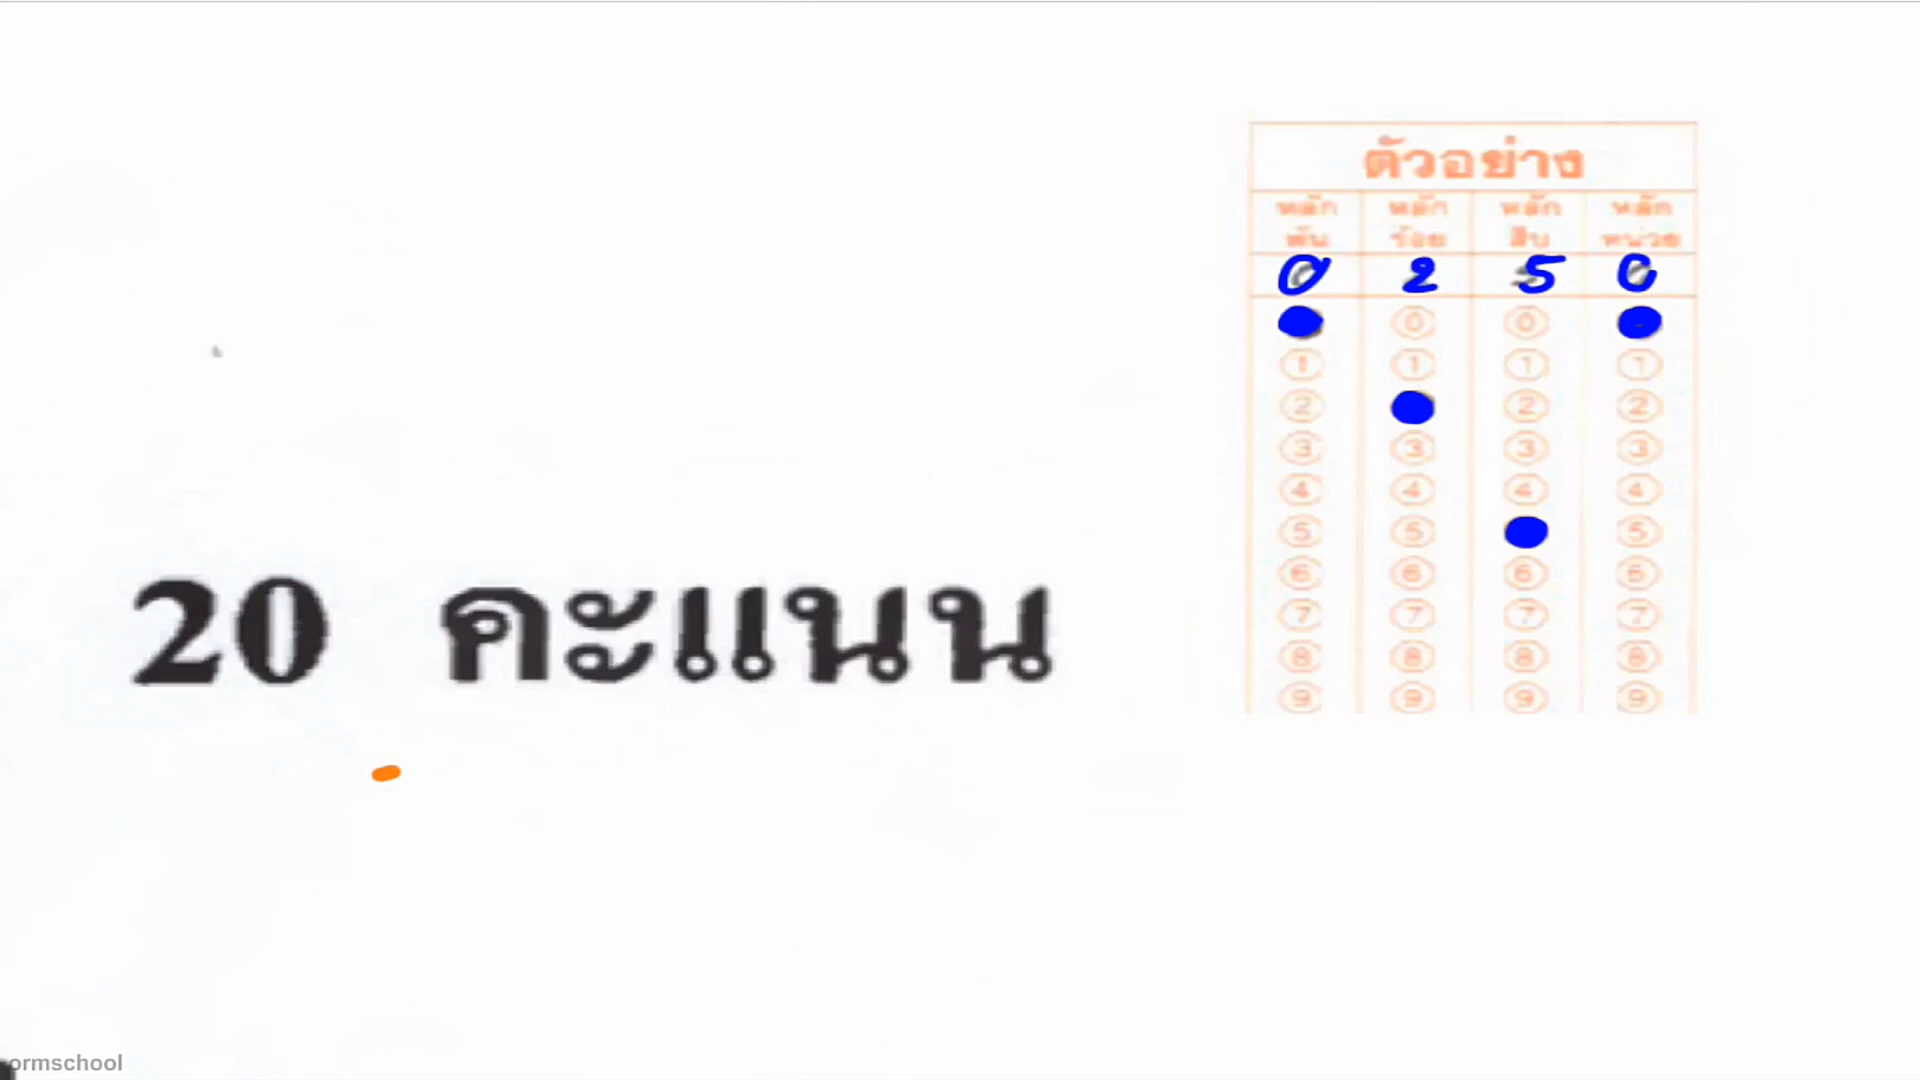 ตัวอย่าง
หลัก หลัก หลัก หลัก
พัน ร้อย สิบ หน่วย
0 2 5 0
0 0
1 1 1 1
2 2 2
3 3 3 3
4 4 4 4
5 5 5
6 6 6 6
7 7 7 7
8 8 8 8
9 9 9 9
20 คะแนน
ormschool